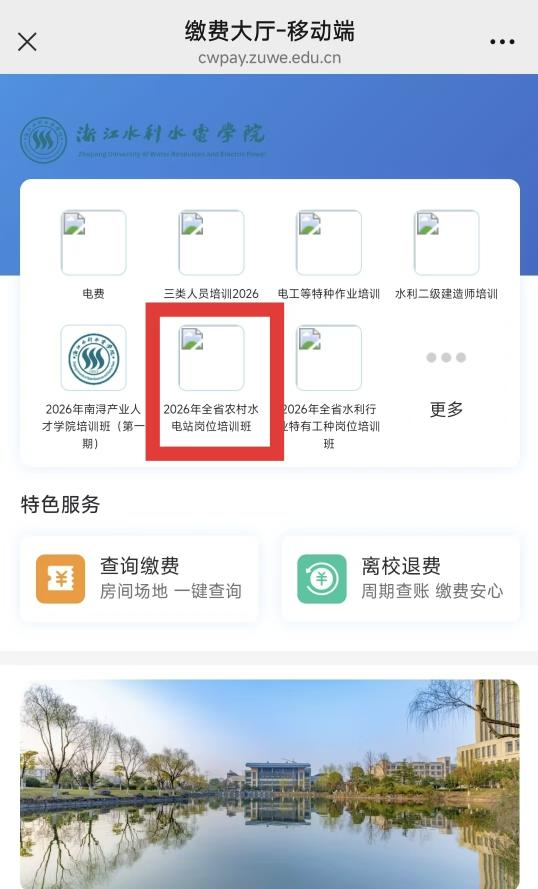 缴费大厅-移动端
cwpay.zuwe.edu.cn
浙江水利水電學院
Zhejiang University of Water Resources and Electric Power
电费
三类人员培训2026
电工等特种作业培训
水利二级建造师培训
2026年南浔产业人
才学院培训班（第一
期）
2026年全省农村水
电站岗位培训班
2026年全省水利行
业特有工种岗位培训
班
更多
特色服务
查询缴费
房间场地 一键查询
离校退费
周期查账 缴费安心